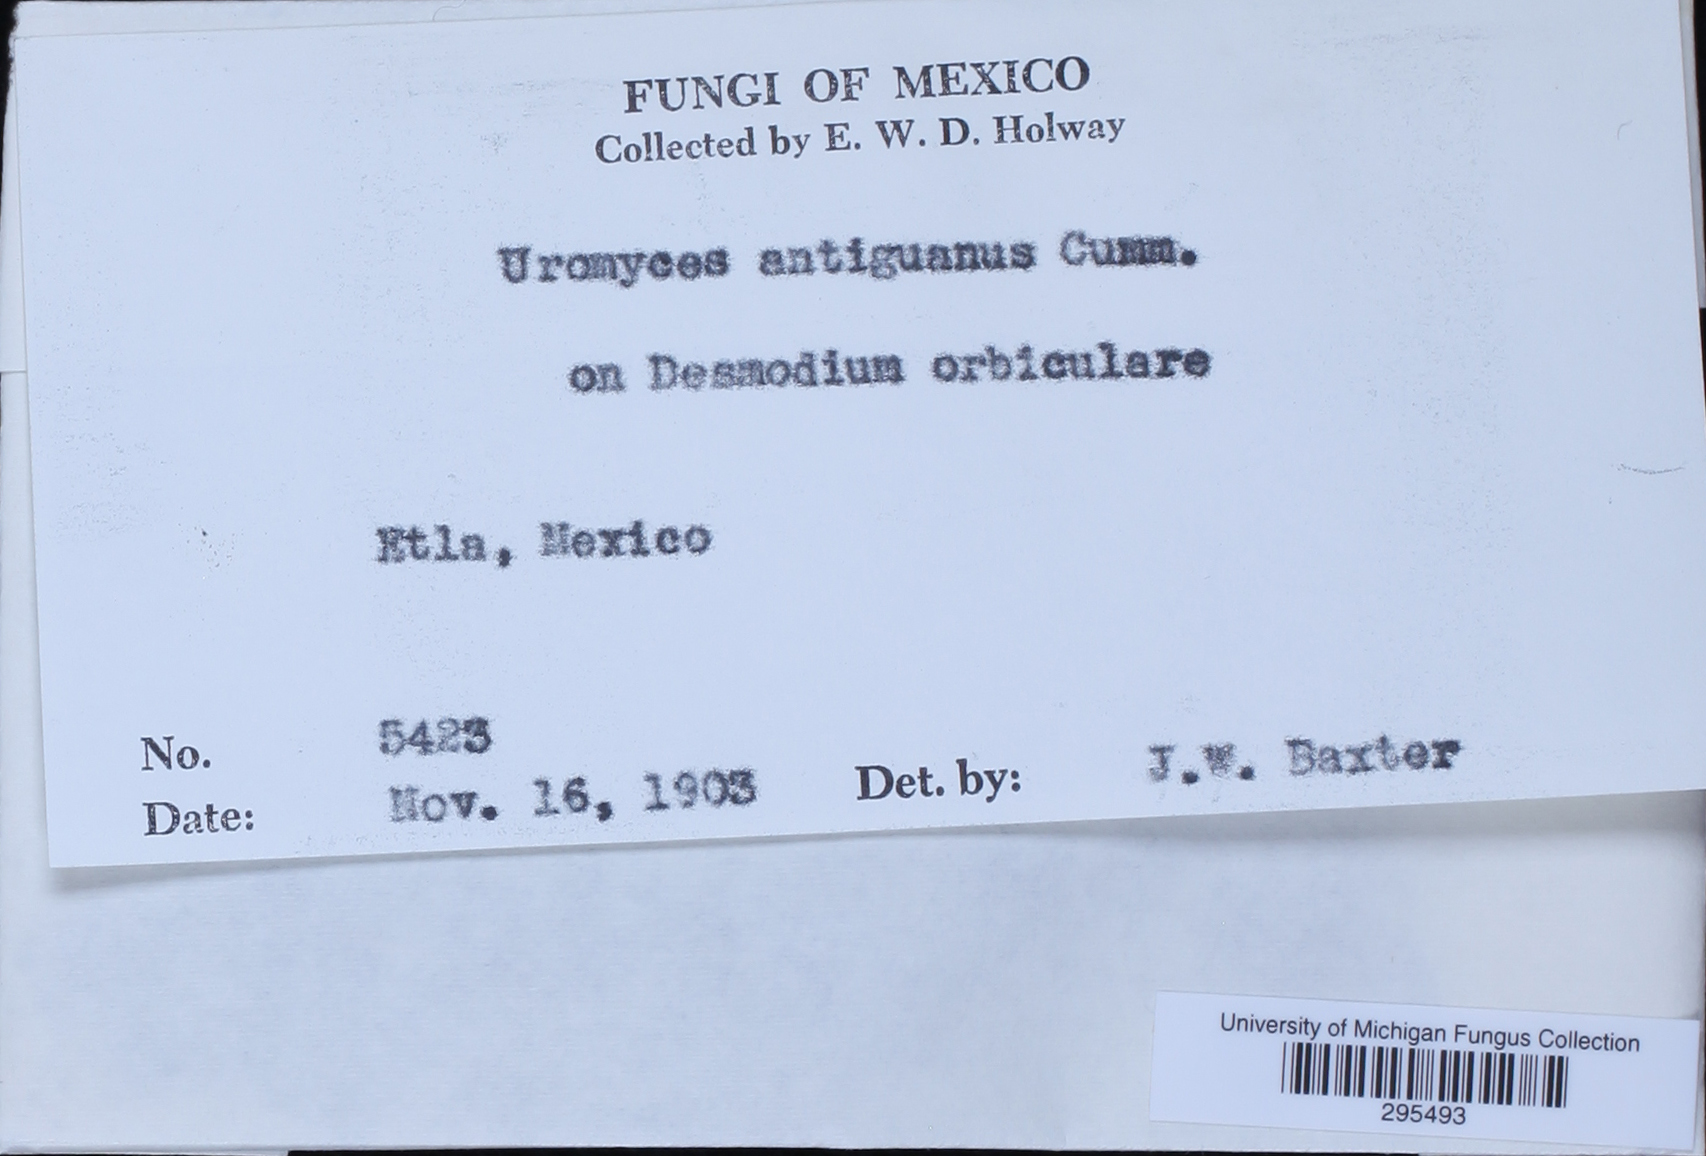 FUNGI OF MEXICO
Collected by E. W. D. Holway
Uromyces antiguanus Cumm.
on Desmodium orbiculare
Etla, Mexico
No. 5423
Date: Nov. 16, 1903 Det. by: J.W. Baxter
University of Michigan Fungus Collection
295493